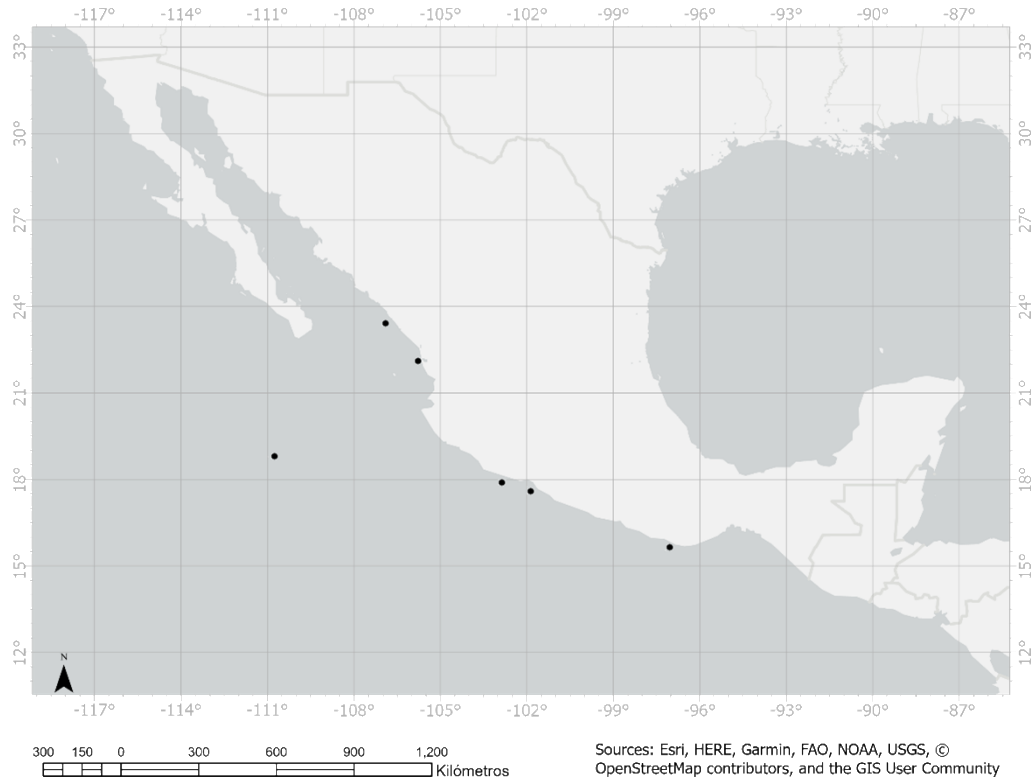 -117° -114° -111° -108° -105° -102° -99° -96° -93° -90° -87°
33° 33°
30° 30°
27° 27°
24° 24°
21° 21°
18° 18°
15° 15°
12° 12°
N
-117° -114° -111° -108° -105° -102° -99° -96° -93° -90° -87°
300 150 0 300 600 900 1,200
Kilómetros
Sources: Esri, HERE, Garmin, FAO, NOAA, USGS, ©
OpenStreetMap contributors, and the GIS User Community